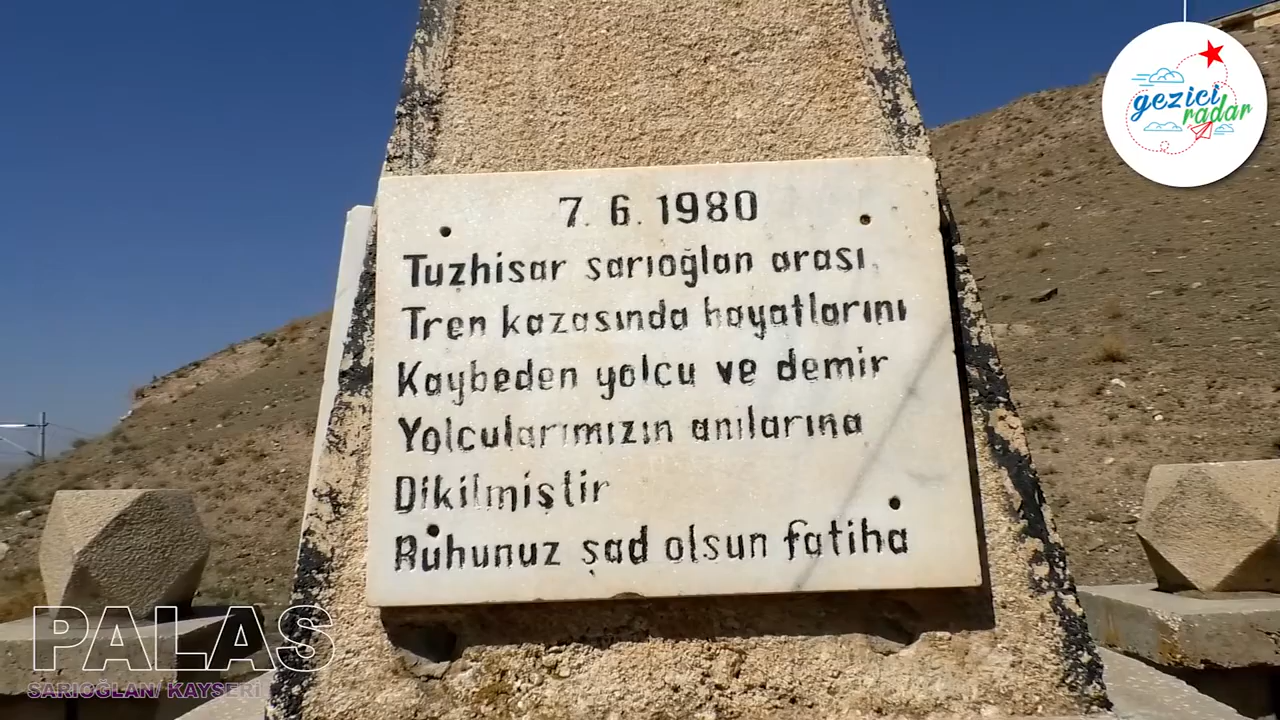 gezici
radar
7. 6. 1980
Tuzhisar sarıoğlan arası
Tren kazasında hayatlarını
Kaybeden yolcu ve demir
Yolcularımızın anılarına
Dikilmiştir
Ruhunuz şad olsun fatiha
PALAS
SARIOĞLAN/ KAYSERİ